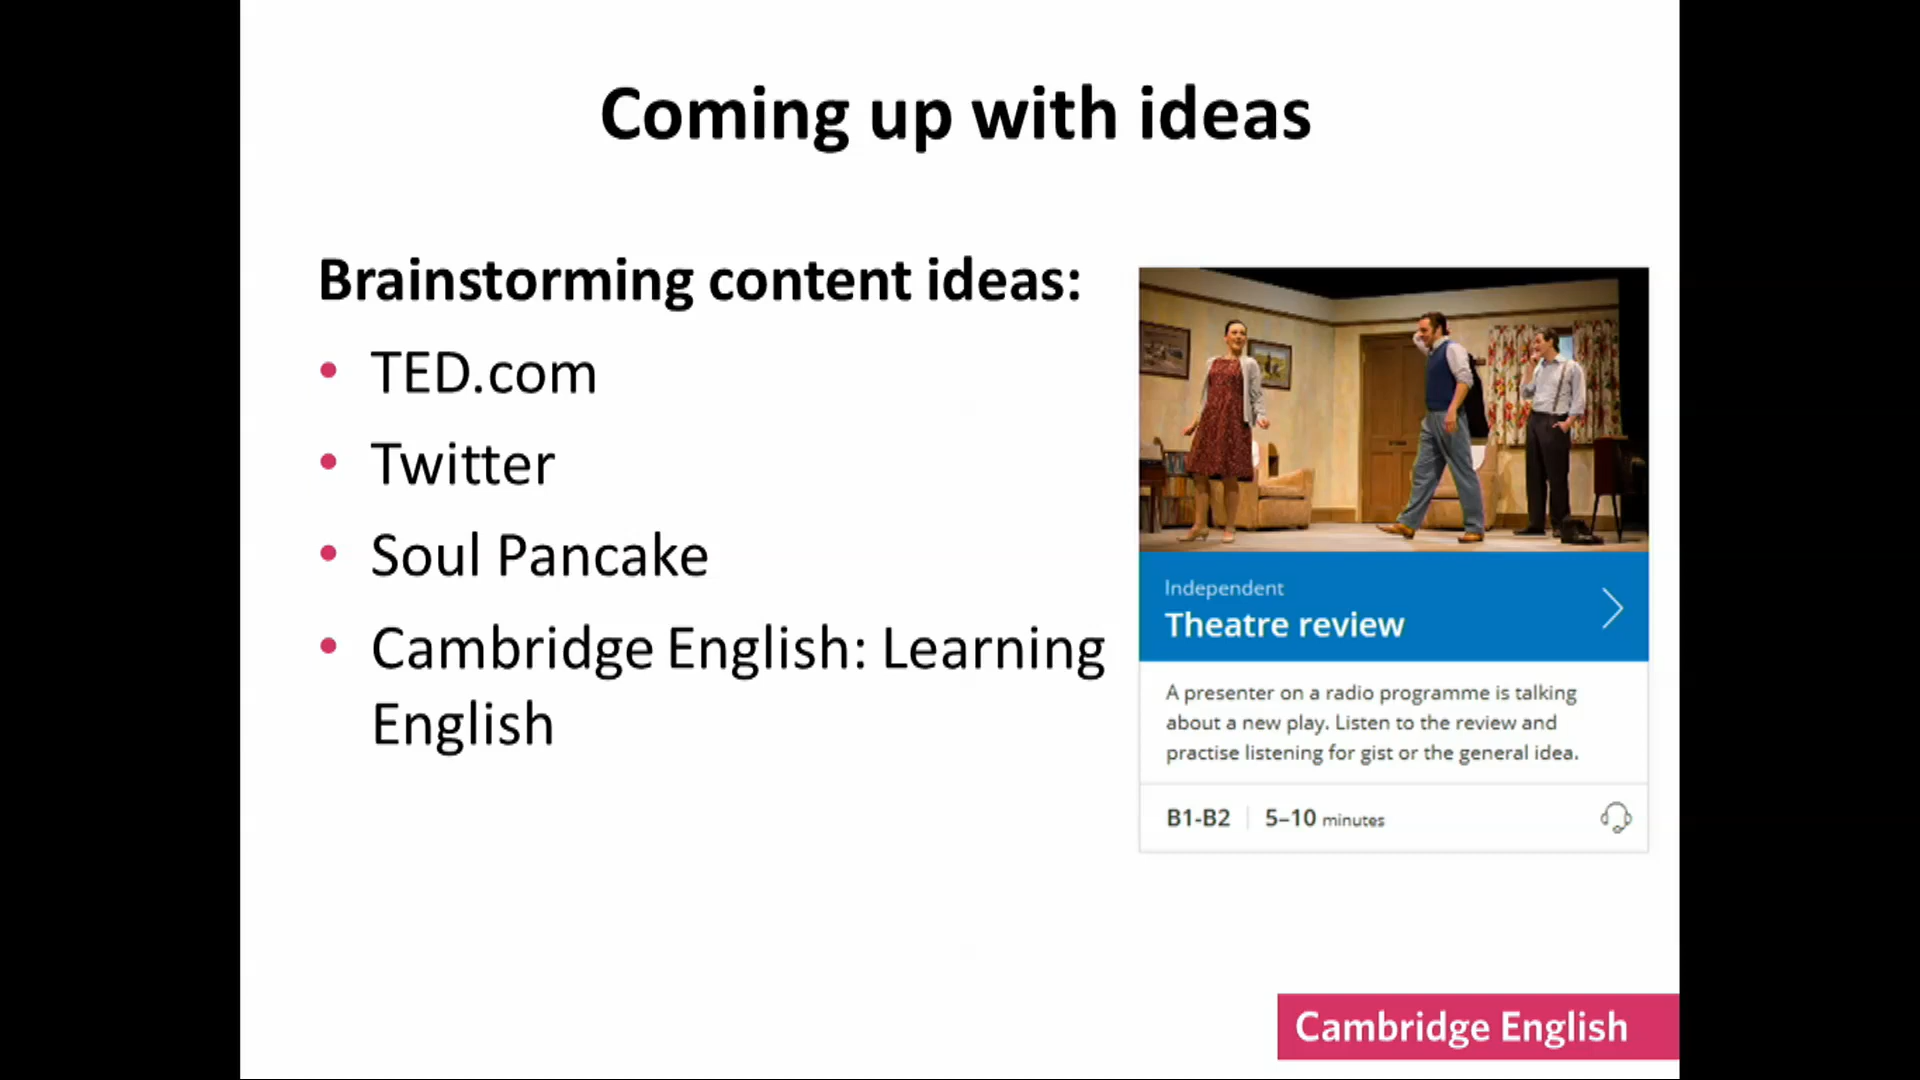 Coming up with ideas
Brainstorming content ideas:
• TED.com
• Twitter
• Soul Pancake
• Cambridge English: Learning
English
Independent
Theatre review
A presenter on a radio programme is talking
about a new play. Listen to the review and
practise listening for gist or the general idea.
B1-B2 | 5–10 minutes
Cambridge English